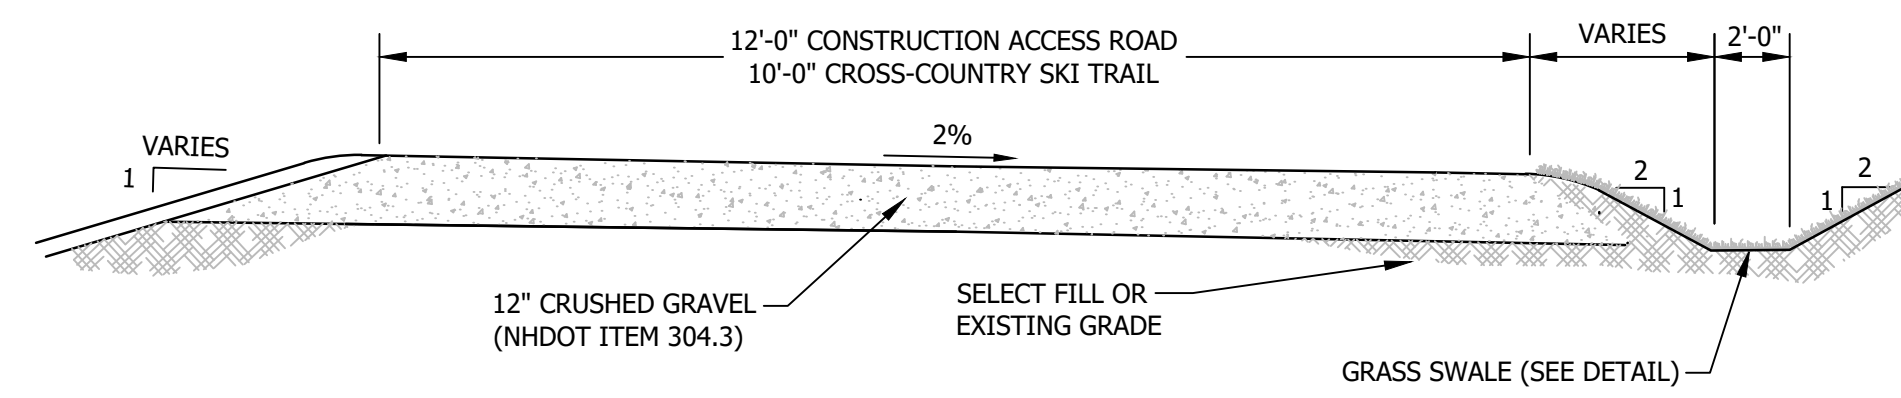 12'-0" CONSTRUCTION ACCESS ROAD
10'-0" CROSS-COUNTRY SKI TRAIL
VARIES
2'-0"
VARIES
1
2%
2
1
2
1
12" CRUSHED GRAVEL
(NHDOT ITEM 304.3)
SELECT FILL OR
EXISTING GRADE
GRASS SWALE (SEE DETAIL)